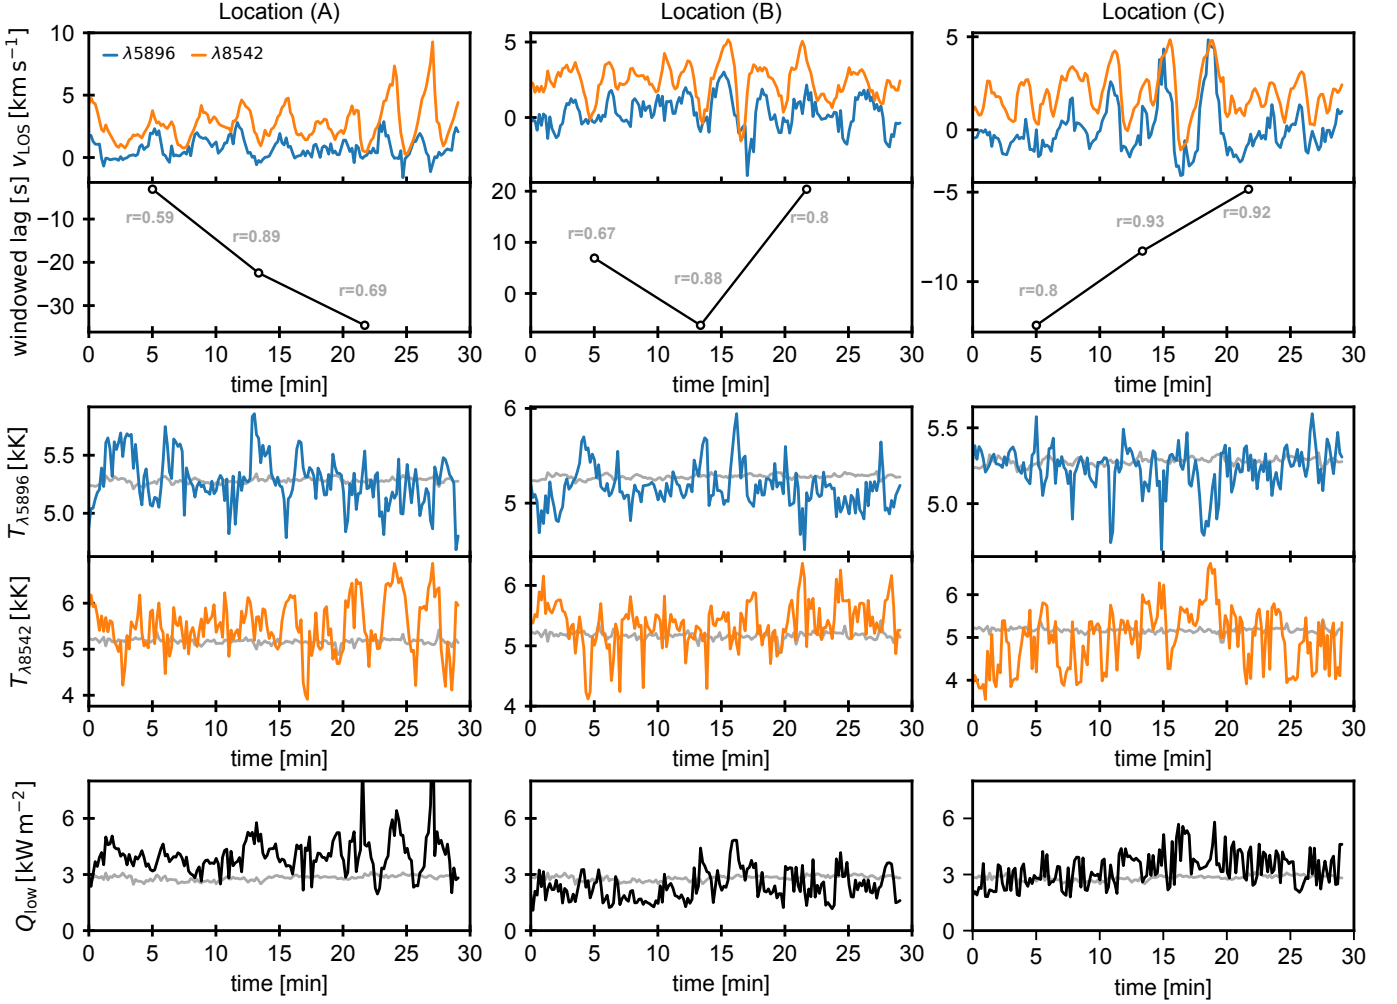 Location (A)
Location (B)
Location (C)
v_LOS [km s⁻¹]
10
5
0
λ5896
λ8542
5
0
5
0
windowed lag [s]
−10
−20
−30
r=0.59
r=0.89
r=0.69
20
10
0
r=0.67
r=0.88
r=0.8
−5
−10
r=0.8
r=0.93
r=0.92
0 5 10 15 20 25 30
0 5 10 15 20 25 30
0 5 10 15 20 25 30
time [min]
time [min]
time [min]
T_λ5896 [kK]
5.5
5.0
6
5
5.5
5.0
T_λ8542 [kK]
6
5
4
6
5
4
6
5
4
0 5 10 15 20 25 30
0 5 10 15 20 25 30
0 5 10 15 20 25 30
time [min]
time [min]
time [min]
Q_low [kW m⁻²]
6
3
0
6
3
0
6
3
0
0 5 10 15 20 25 30
0 5 10 15 20 25 30
0 5 10 15 20 25 30
time [min]
time [min]
time [min]